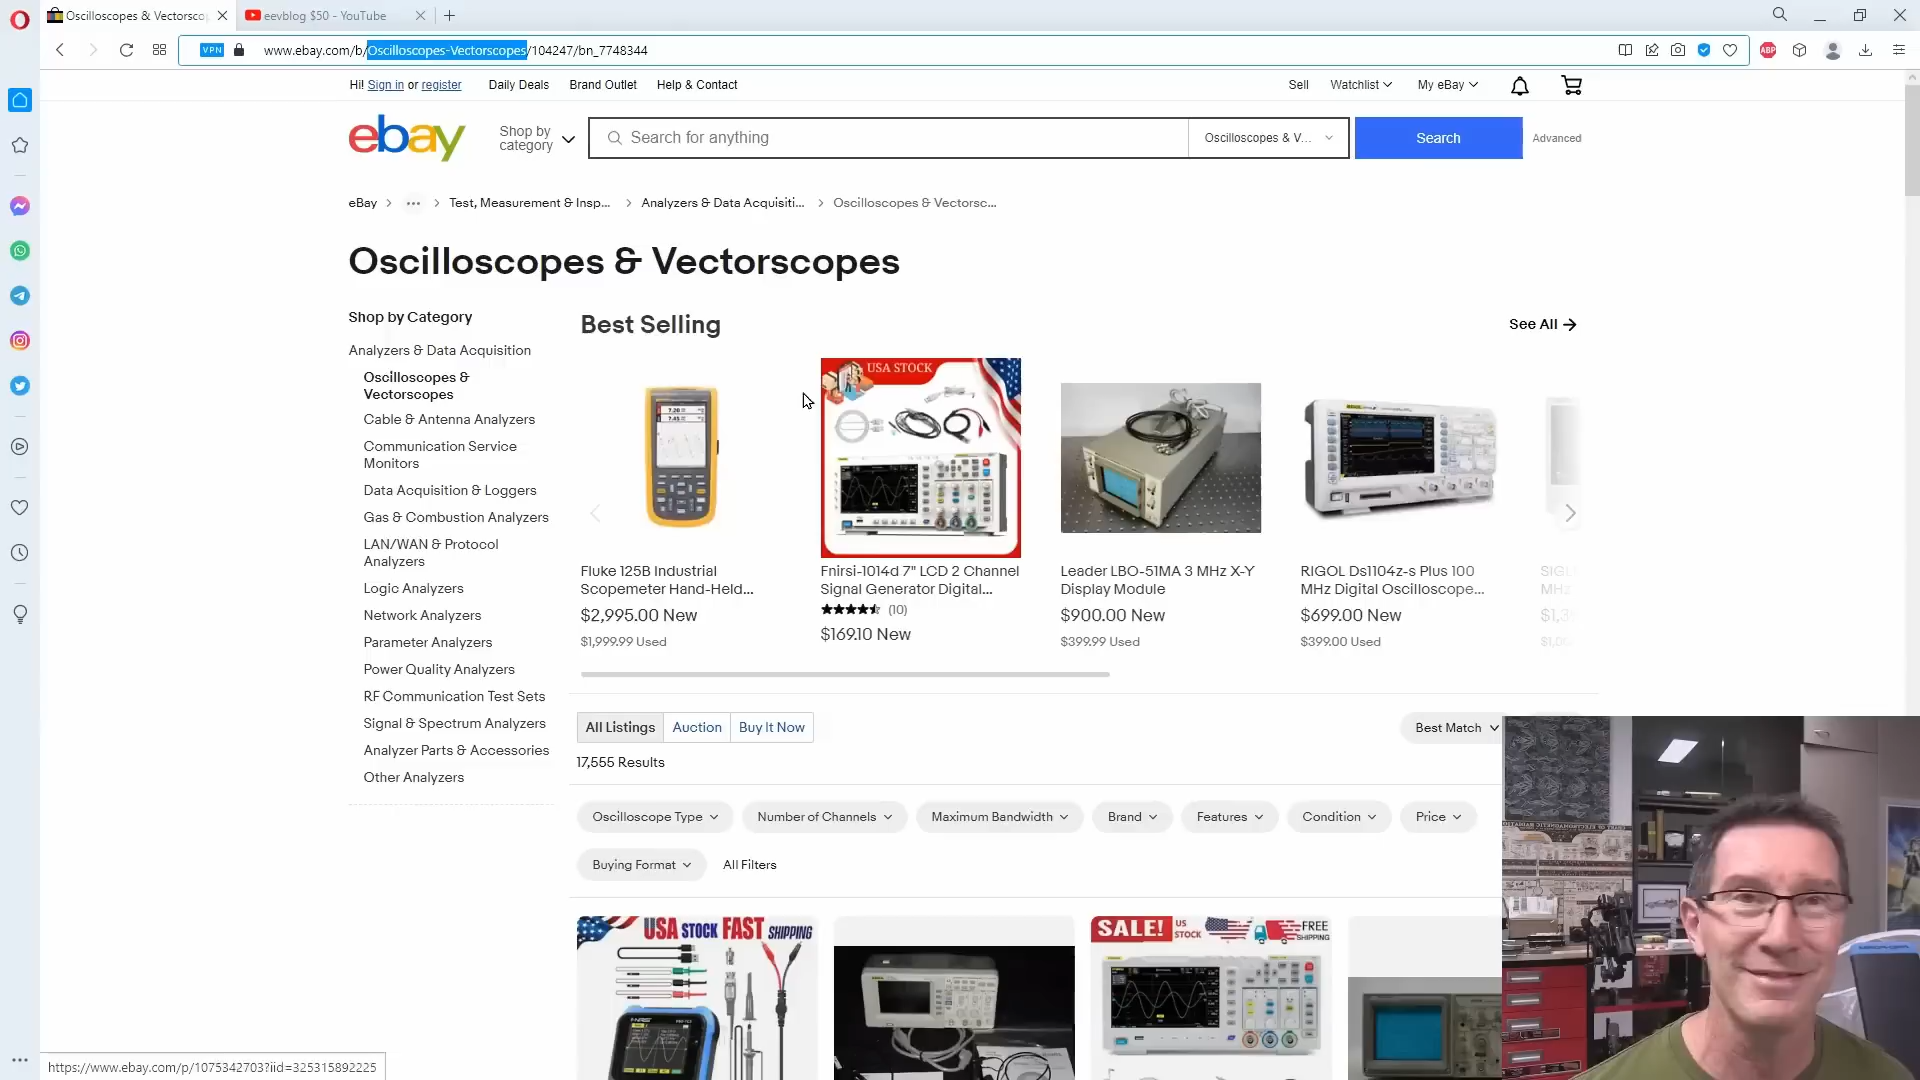 Oscilloscopes & Vectorsco
eevblog $50 - YouTube
VPN
www.ebay.com/b/Oscilloscopes-Vectorscopes/104247/bn_7748344
ABP
Hi! Sign in or register
Daily Deals
Brand Outlet
Help & Contact
Sell
Watchlist
My eBay
ebay
Shop by
category
Search for anything
Oscilloscopes & V...
Search
Advanced
eBay
...
Test, Measurement & Insp...
Analyzers & Data Acquisiti...
Oscilloscopes & Vectorsc...
Oscilloscopes & Vectorscopes
Shop by Category
Analyzers & Data Acquisition
Oscilloscopes &
Vectorscopes
Cable & Antenna Analyzers
Communication Service
Monitors
Data Acquisition & Loggers
Gas & Combustion Analyzers
LAN/WAN & Protocol
Analyzers
Logic Analyzers
Network Analyzers
Parameter Analyzers
Power Quality Analyzers
RF Communication Test Sets
Signal & Spectrum Analyzers
Analyzer Parts & Accessories
Other Analyzers
Best Selling
See All
USA STOCK
Fluke 125B Industrial
Scopemeter Hand-Held...
$2,995.00 New
$1,999.99 Used
Fnirsi-1014d 7" LCD 2 Channel
Signal Generator Digital...
(10)
$169.10 New
Leader LBO-51MA 3 MHz X-Y
Display Module
$900.00 New
$399.99 Used
RIGOL Ds1104z-s Plus 100
MHz Digital Oscilloscope...
$699.00 New
$399.00 Used
SIGL
MHz
All Listings
Auction
Buy It Now
Best Match
17,555 Results
Oscilloscope Type
Number of Channels
Maximum Bandwidth
Brand
Features
Condition
Price
Buying Format
All Filters
USA STOCK FAST SHIPPING
SALE!
US
STOCK
FREE
SHIPPING
https://www.ebay.com/p/1075342703?iid=325315892225